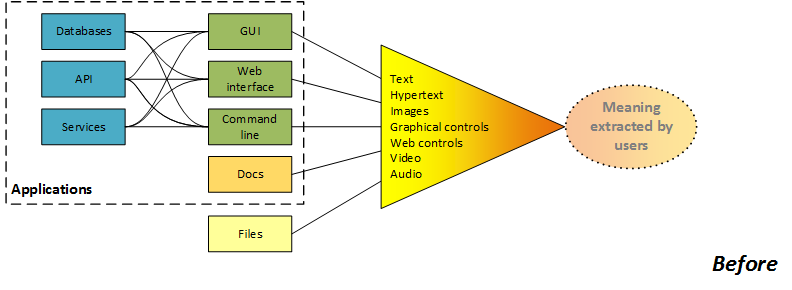 Databases
API
Services
GUI
Web
interface
Command
line
Docs
Applications
Files
Text
Hypertext
Images
Graphical controls
Web controls
Video
Audio
Meaning
extracted by
users
Before